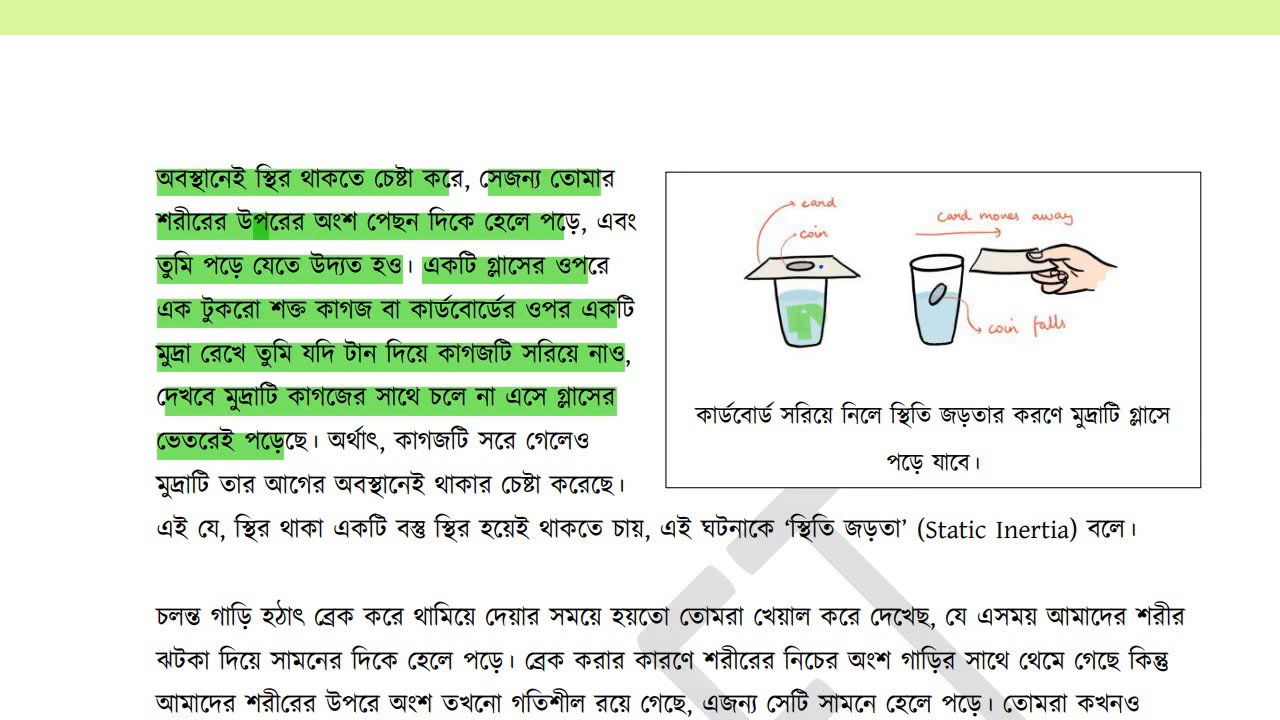 অবস্থানেই স্থির থাকতে চেষ্টা করে, সেজন্য তোমার
শরীরের উপরের অংশ পেছন দিকে হেলে পড়ে, এবং
তুমি পড়ে যেতে উদ্যত হও। একটি গ্লাসের ওপরে
এক টুকরো শক্ত কাগজ বা কার্ডবোর্ডের ওপর একটি
মুদ্রা রেখে তুমি যদি টান দিয়ে কাগজটি সরিয়ে নাও,
দেখবে মুদ্রাটি কাগজের সাথে চলে না এসে গ্লাসের
ভেতরেই পড়েছে। অর্থাৎ, কাগজটি সরে গেলেও
মুদ্রাটি তার আগের অবস্থানেই থাকার চেষ্টা করেছে।
card
coin
card moves away
coin falls
কার্ডবোর্ড সরিয়ে নিলে স্থিতি জড়তার করণে মুদ্রাটি গ্লাসে
পড়ে যাবে।
এই যে, স্থির থাকা একটি বস্তু স্থির হয়েই থাকতে চায়, এই ঘটনাকে ‘স্থিতি জড়তা’ (Static Inertia) বলে।
চলন্ত গাড়ি হঠাৎ ব্রেক করে থামিয়ে দেয়ার সময়ে হয়তো তোমরা খেয়াল করে দেখেছ, যে এসময় আমাদের শরীর
ঝটকা দিয়ে সামনের দিকে হেলে পড়ে। ব্রেক করার কারণে শরীরের নিচের অংশ গাড়ির সাথে থেমে গেছে কিন্তু
আমাদের শরীরের উপরে অংশ তখনো গতিশীল রয়ে গেছে, এজন্য সেটি সামনে হেলে পড়ে। তোমরা কখনও